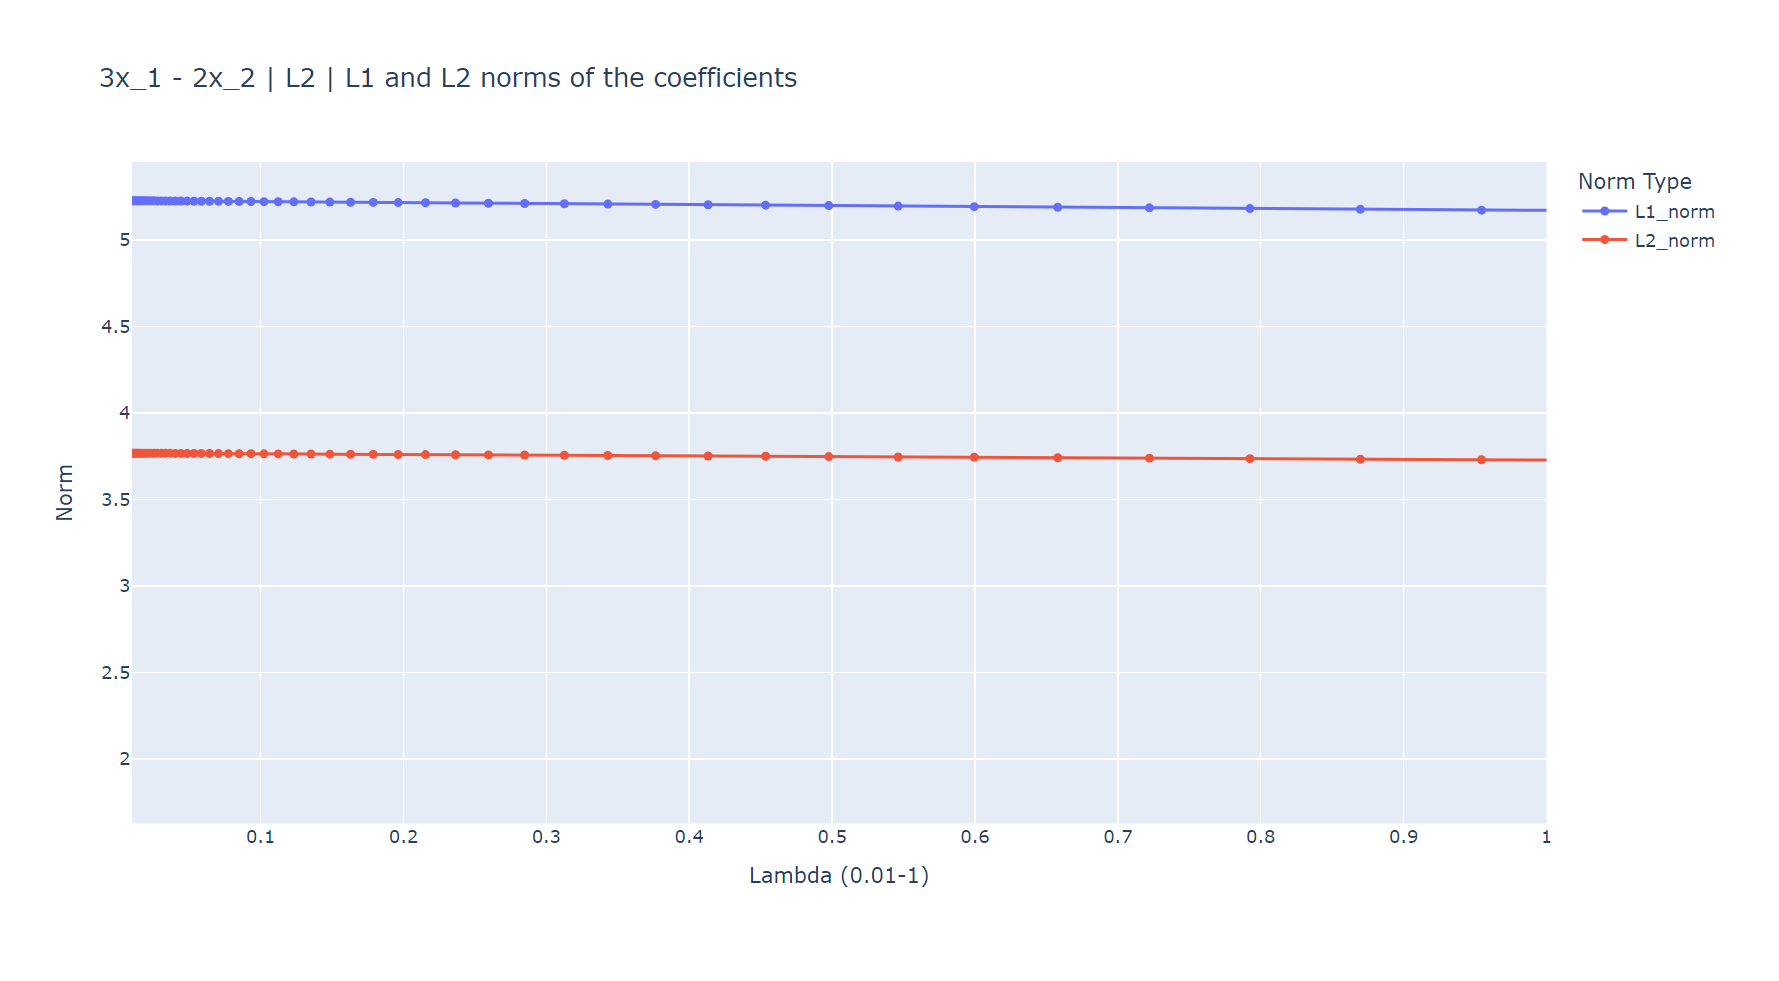 3x_1 - 2x_2 | L2 | L1 and L2 norms of the coefficients
Norm Type
L1_norm
L2_norm
5
4.5
4
3.5
3
2.5
2
Norm
0.1 0.2 0.3 0.4 0.5 0.6 0.7 0.8 0.9 1
Lambda (0.01-1)